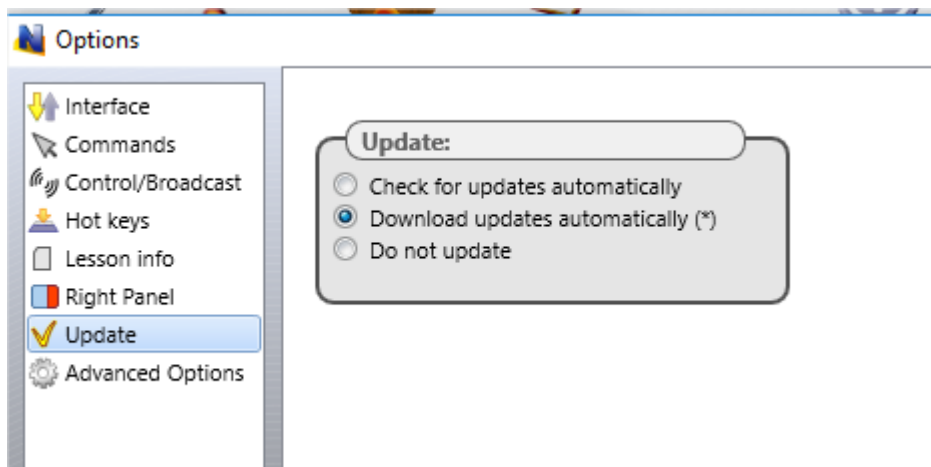 Options
Interface
Commands
Control/Broadcast
Hot keys
Lesson info
Right Panel
Update
Advanced Options
Update:
Check for updates automatically
Download updates automatically (*)
Do not update